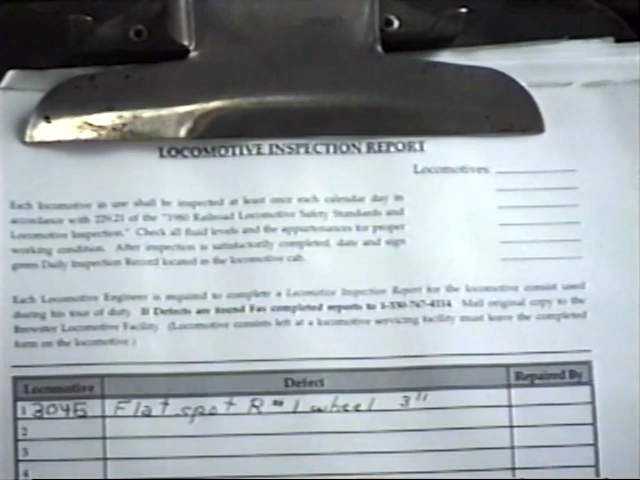 LOCOMOTIVE INSPECTION REPORT
Locomotives:
Each locomotive in use shall be inspected at least once each calendar day in
accordance with 229.21 of the "1980 Railroad Locomotive Safety Standards and
Locomotive Inspection." Check all fluid levels and the appurtenances for proper
working condition. After inspection is satisfactorily completed, date and sign
green Daily Inspection Record located in the locomotive cab.
Each Locomotive Engineer is required to complete a Locomotive Inspection Report for the locomotive consist used
during his tour of duty. If Defects are found Fax completed reports to 1-330-767-4114. Mail original copy to the
Brewster Locomotive Facility. (Locomotive consists left at a locomotive servicing facility must leave the completed
form on the locomotive.)
Locomotive Defect Repaired By
1 3045 Flat spot R #1 wheel 3"
2
3
4